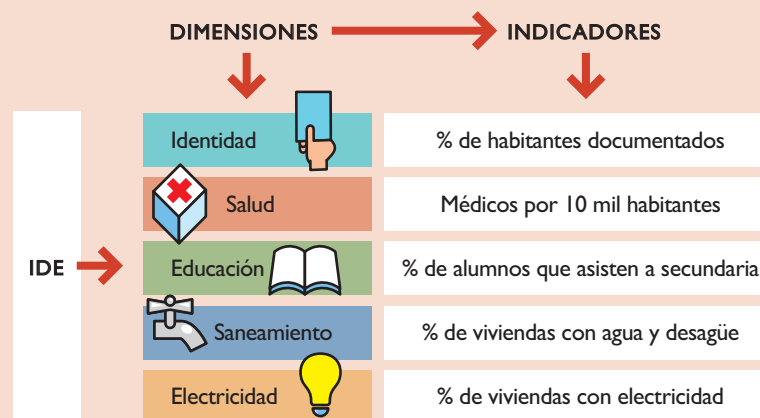 DIMENSIONES INDICADORES
Identidad % de habitantes documentados
Salud Médicos por 10 mil habitantes
IDE Educación % de alumnos que asisten a secundaria
Saneamiento % de viviendas con agua y desagüe
Electricidad % de viviendas con electricidad